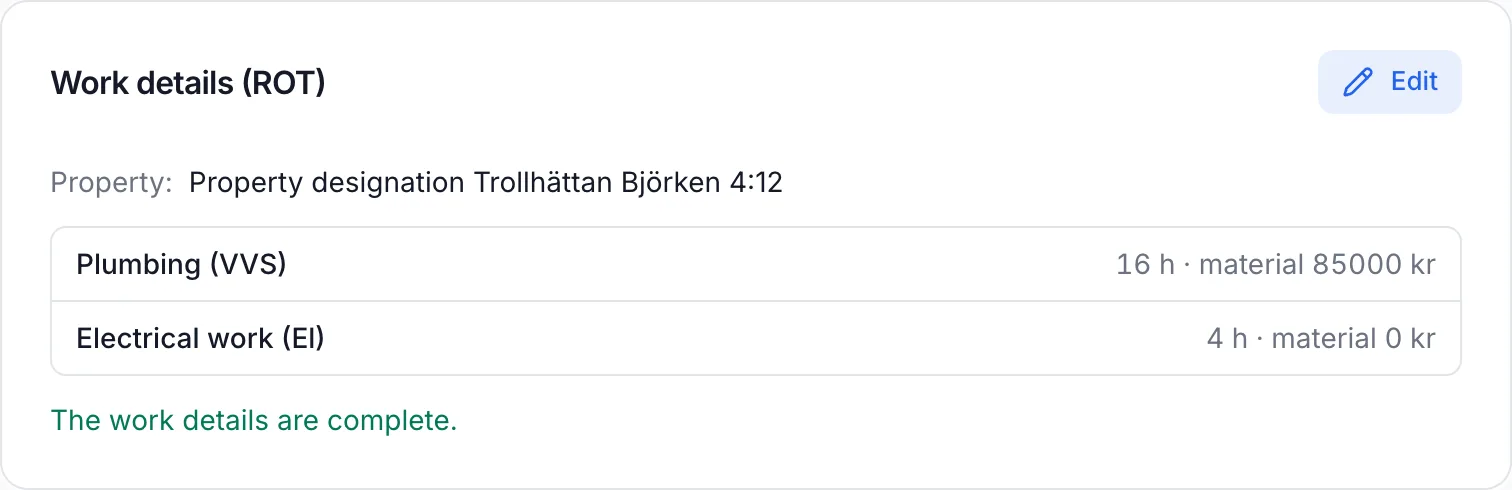 Work details (ROT)
Edit
Property: Property designation Trollhättan Björken 4:12
Plumbing (VVS) 16 h · material 85000 kr
Electrical work (El) 4 h · material 0 kr
The work details are complete.